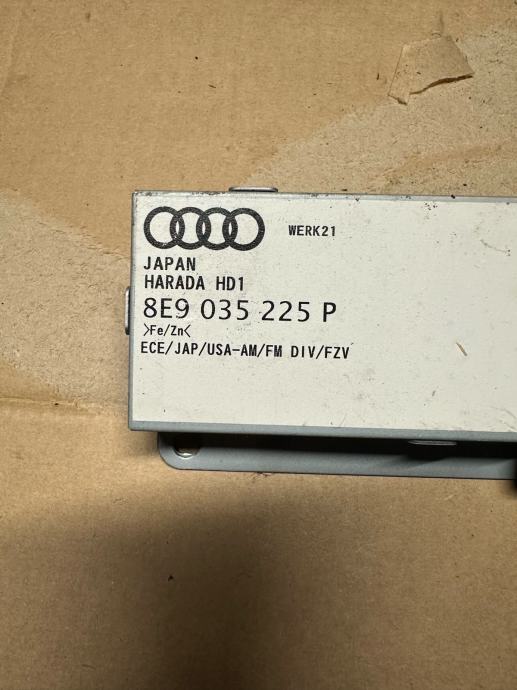 WERK21
JAPAN
HARADA HD1
8E9 035 225 P
>Fe/Zn<
ECE/JAP/USA-AM/FM DIV/FZV